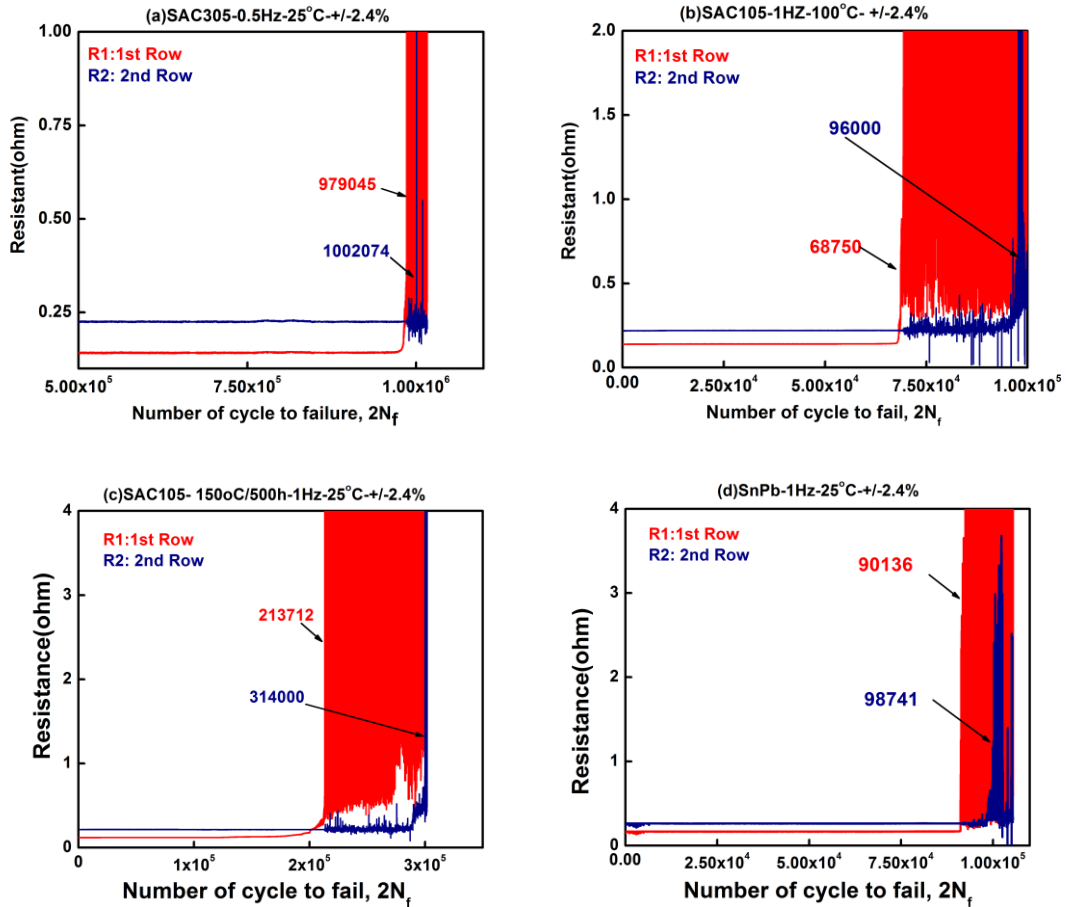 (a)SAC305-0.5Hz-25°C-+/-2.4%
R1:1st Row
R2: 2nd Row
1.00
0.75
0.50
0.25
Resistant(ohm)
979045
1002074
5.00x10⁵
7.50x10⁵
1.00x10⁶
Number of cycle to failure, 2Nf
(b)SAC105-1HZ-100°C- +/-2.4%
R1:1st Row
R2: 2nd Row
2.0
1.5
1.0
0.5
0.0
Resistant(ohm)
96000
68750
0.00
2.50x10⁴
5.00x10⁴
7.50x10⁴
1.00x10⁵
Number of cycle to fail, 2Nf
(c)SAC105- 150oC/500h-1Hz-25°C-+/-2.4%
R1:1st Row
R2: 2nd Row
4
3
2
1
0
Resistance(ohm)
213712
314000
0
1x10⁵
2x10⁵
3x10⁵
Number of cycle to fail, 2Nf
(d)SnPb-1Hz-25°C-+/-2.4%
R1:1st Row
R2: 2nd Row
4
3
2
1
0
Resistance(ohm)
90136
98741
0.00
2.50x10⁴
5.00x10⁴
7.50x10⁴
1.00x10⁵
Number of cycle to fail, 2Nf